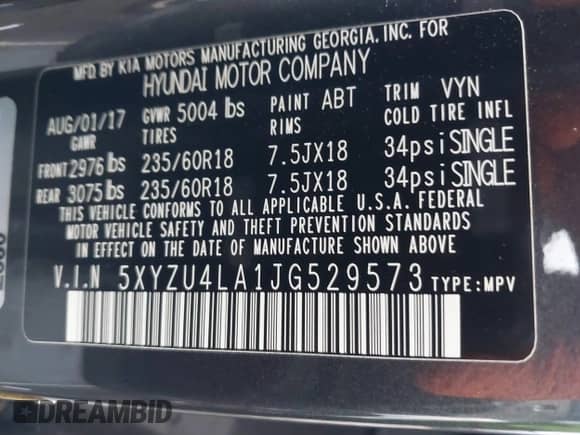 MFD.BY KIA MOTORS MANUFACTURING GEORGIA.INC. FOR
HYUNDAI MOTOR COMPANY
AUG/01/17 GVWR 5004 lbs PAINT ABT TRIM VYN
GAWR TIRES RIMS COLD TIRE INFL
FRONT 2976 lbs 235/60R18 7.5JX18 34psi SINGLE
REAR 3075 lbs 235/60R18 7.5JX18 34psi SINGLE
THIS VEHICLE CONFORMS TO ALL APPLICABLE U.S.A. FEDERAL
MOTOR VEHICLE SAFETY AND THEFT PREVENTION STANDARDS
IN EFFECT ON THE DATE OF MANUFACTURE SHOWN ABOVE.
V.I.N 5XYZU4LA1JG529573 TYPE:MPV
DREAMBID